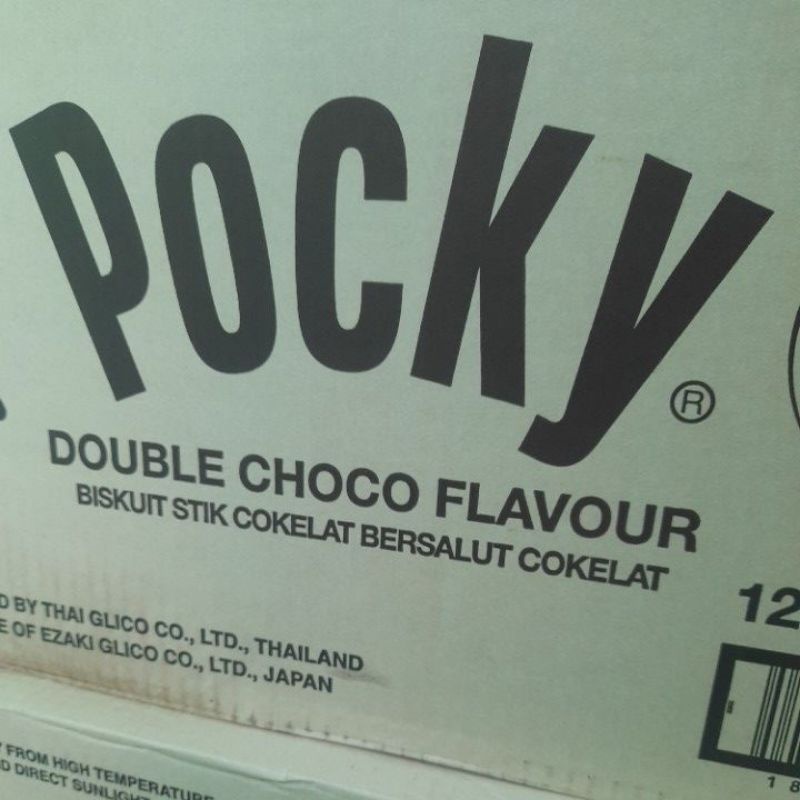 POCKY®
DOUBLE CHOCO FLAVOUR
BISKUIT STIK COKELAT BERSALUT COKELAT
BY THAI GLICO CO., LTD., THAILAND
OF EZAKI GLICO CO., LTD., JAPAN
12
18
FROM HIGH TEMPERATURE
DIRECT SUNLIGHT